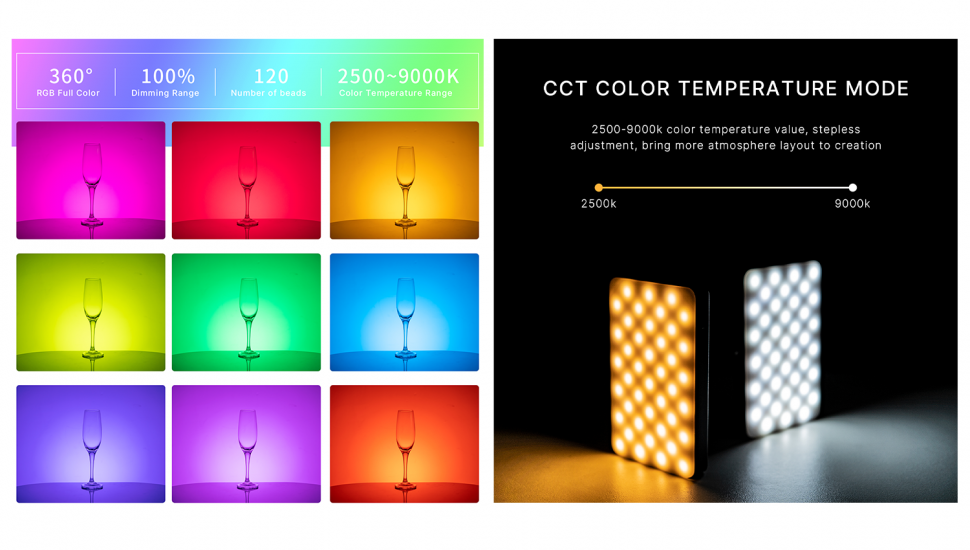 360° 100% 120 2500~9000K
RGB Full Color Dimming Range Number of beads Color Temperature Range
CCT COLOR TEMPERATURE MODE
2500-9000k color temperature value, stepless
adjustment, bring more atmosphere layout to creation
2500k 9000k